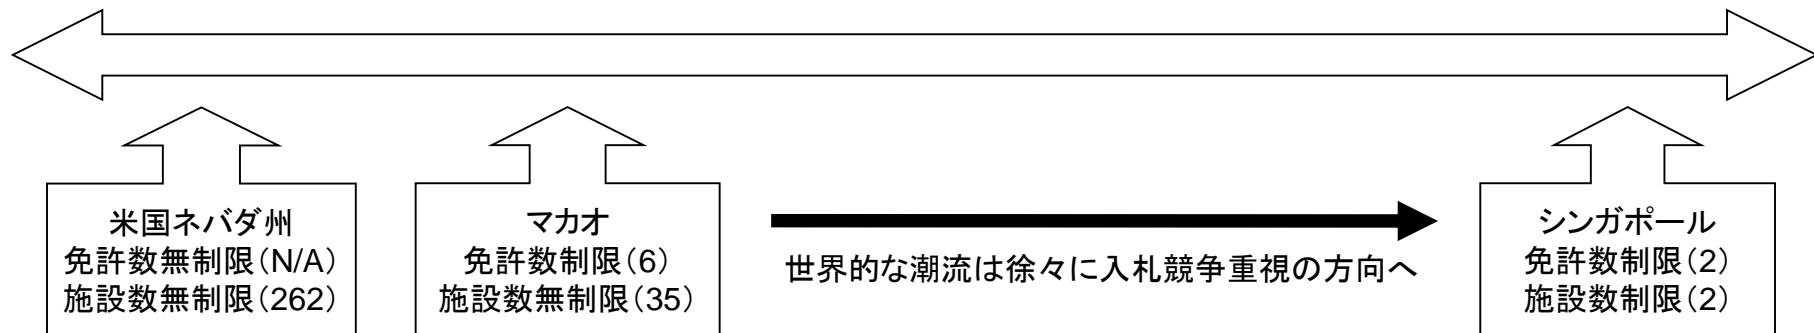 米国ネバダ州
免許数無制限（N/A）
施設数無制限（262）
マカオ
免許数制限（6）
施設数無制限（35）
世界的な潮流は徐々に入札競争重視の方向へ
シンガポール
免許数制限（2）
施設数制限（2）